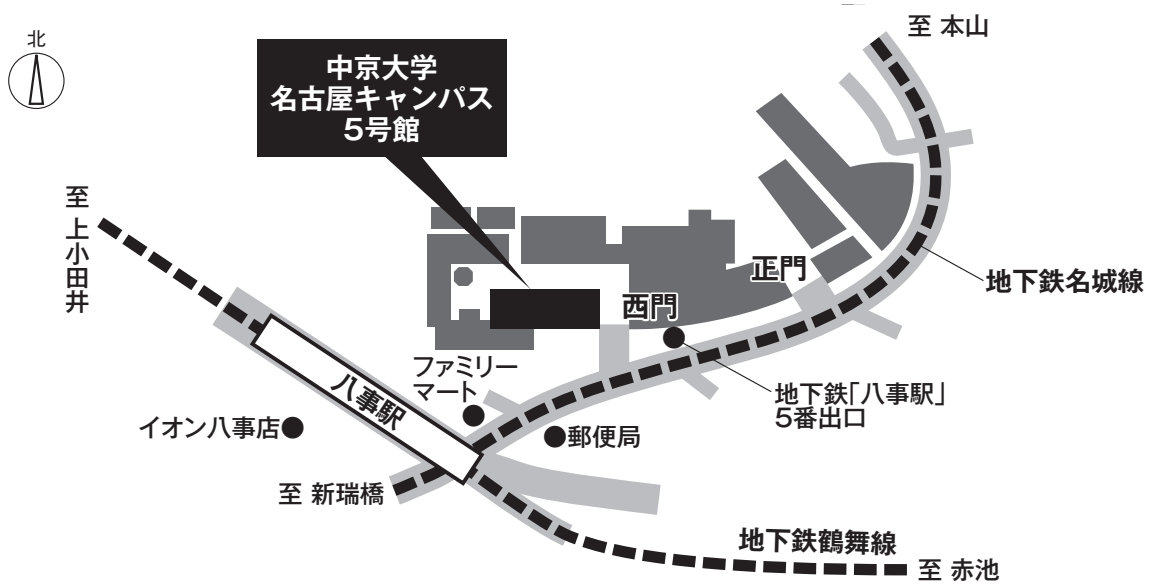 至 本山
北
中京大学
名古屋キャンパス
5号館
至 上小田井
正門
地下鉄名城線
西門
ファミリー
マート
地下鉄「八事駅」
5番出口
八事駅
イオン八事店
郵便局
至 新瑞橋
地下鉄鶴舞線
至 赤池